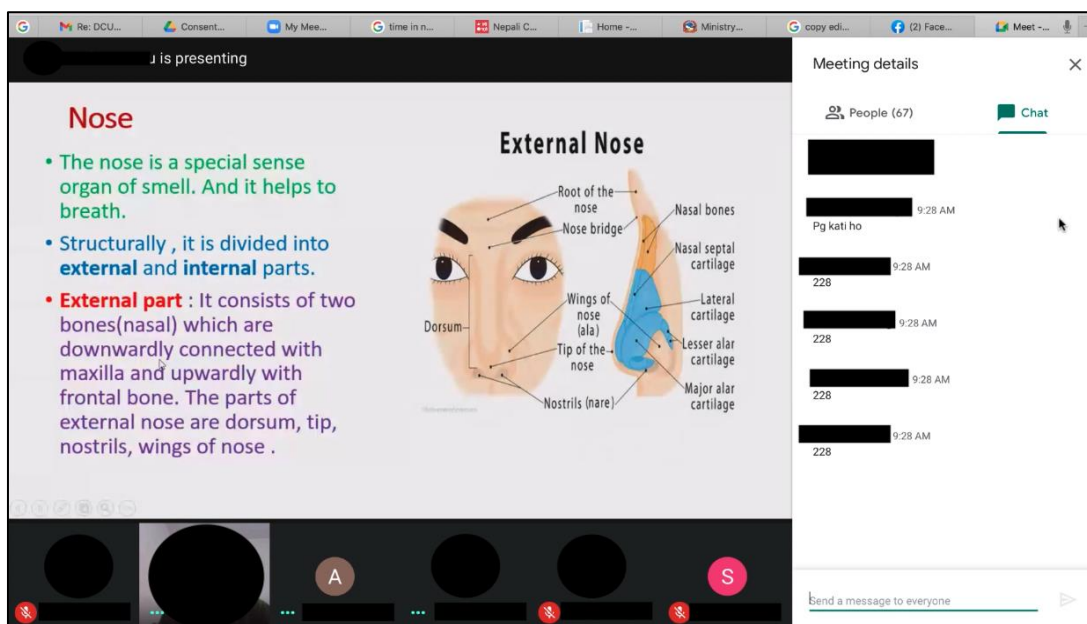 Re: DCU...
Consent...
My Mee...
time in n...
Nepali C...
Home -...
Ministry...
copy edi...
(2) Face...
Meet -...
u is presenting
Nose
• The nose is a special sense
organ of smell. And it helps to
breath.
• Structurally , it is divided into
external and internal parts.
• External part : It consists of two
bones(nasal) which are
downwardly connected with
maxilla and upwardly with
frontal bone. The parts of
external nose are dorsum, tip,
nostrils, wings of nose .
External Nose
Root of the
nose
Nose bridge
Nasal bones
Nasal septal
cartilage
Dorsum
Wings of
nose
(ala)
Lateral
cartilage
Tip of the
nose
Lesser alar
cartilage
Nostrils (nare)
Major alar
cartilage
A
S
Meeting details
People (67)
Chat
9:28 AM
Pg kati ho
9:28 AM
228
9:28 AM
228
9:28 AM
228
9:28 AM
228
Send a message to everyone